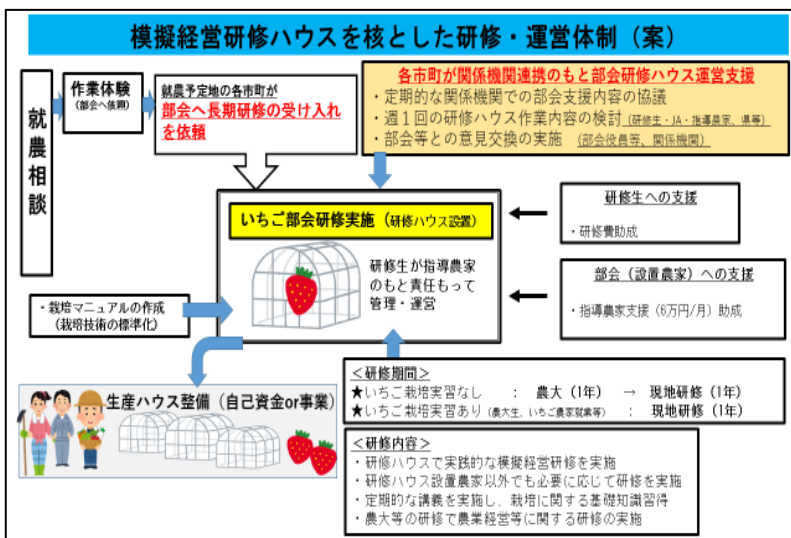 模擬経営研修ハウスを核とした研修・運営体制（案）
就農相談
作業体験
（部会へ依頼）
就農予定地の各市町が
部会へ長期研修の受け入れ
を依頼
各市町が関係機関連携のもと部会研修ハウス運営支援
・定期的な関係機関での部会支援内容の協議
・週１回の研修ハウス作業内容の検討（研修生・JA・指導農家、県等）
・部会等との意見交換の実施　（部会役員等、関係機関）
いちご部会研修実施（研修ハウス設置）
研修生が指導農家
のもと責任もって
管理・運営
研修生への支援
・研修費助成
部会（設置農家）への支援
・指導農家支援（6万円/月）助成
・栽培マニュアルの作成
（栽培技術の標準化）
生産ハウス整備（自己資金or事業）
＜研修期間＞
★いちご栽培実習なし　：　農大（1年）　→　現地研修（1年）
★いちご栽培実習あり（農大生、いちご農家就業等）　：　現地研修（1年）
＜研修内容＞
・研修ハウスで実践的な模擬経営研修を実施
・研修ハウス設置農家以外でも必要に応じて研修を実施
・定期的な講義を実施し、栽培に関する基礎知識習得
・農大等の研修で農業経営等に関する研修の実施